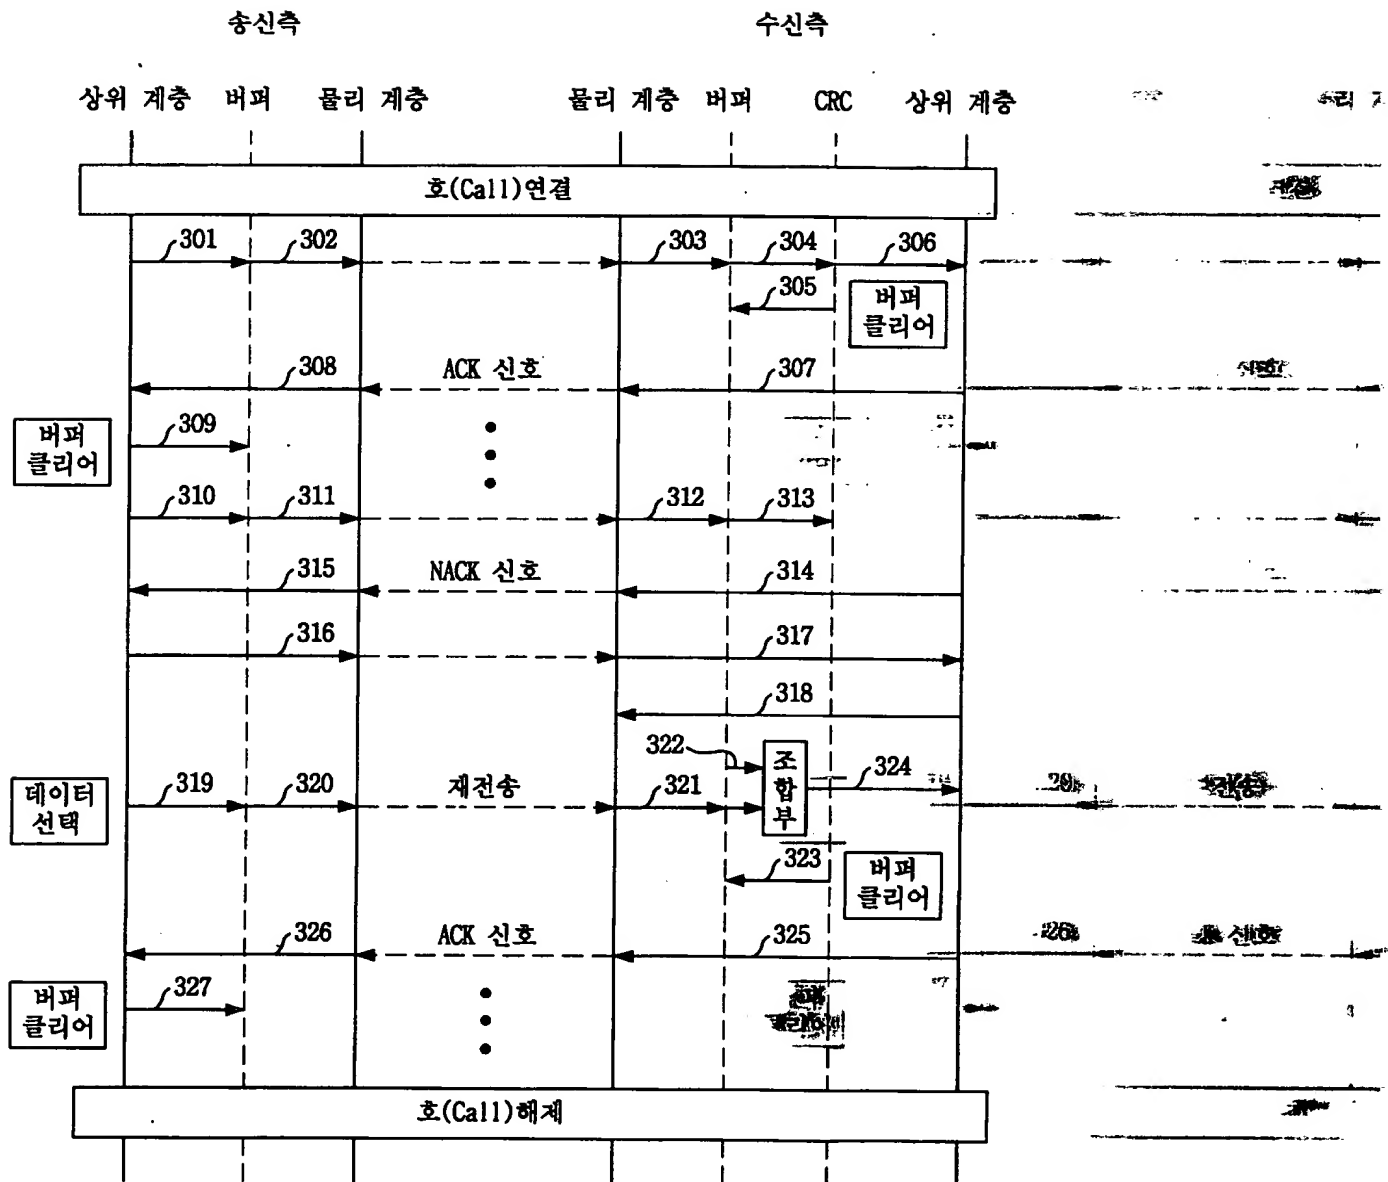 송신측 수신측
상위 계층 버퍼 물리 계층 물리 계층 버퍼 CRC 상위 계층
호(Call)연결
301 302 303 304 306
305 버퍼
클리어
308 ACK 신호 307
버퍼
클리어
309
310 311 312 313
315 NACK 신호 314
316 317
318
322 조합부 324
데이터
선택
319 320 재전송 321
323 버퍼
클리어
326 ACK 신호 325
버퍼
클리어
327
호(Call)해제